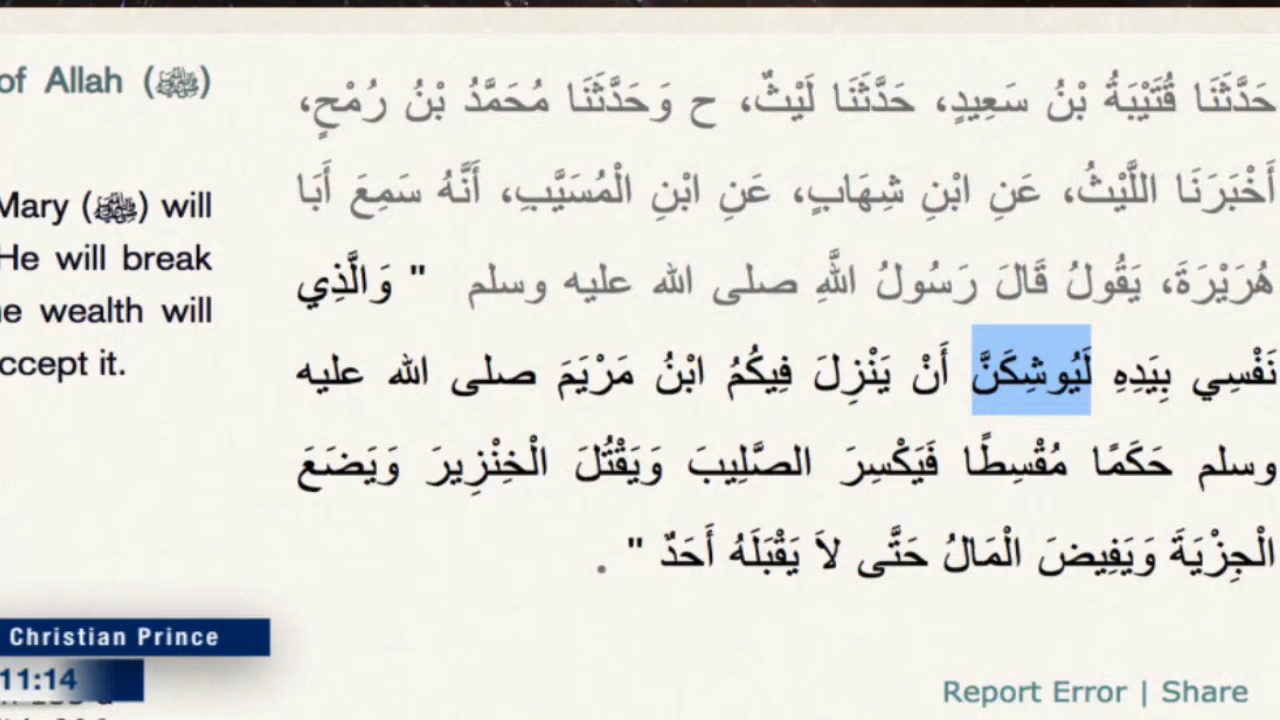 of Allah (ﷺ)
Mary (ﷺ) will
He will break
wealth will
accept it.
حَدَّثَنَا قُتَيْبَةُ بْنُ سَعِيدٍ، حَدَّثَنَا لَيْثٌ، ح وَحَدَّثَنَا مُحَمَّدُ بْنُ رُمْحٍ،
أَخْبَرَنَا اللَّيْثُ، عَنِ ابْنِ شِهَابٍ، عَنِ ابْنِ الْمُسَيَّبِ، أَنَّهُ سَمِعَ أَبَا
هُرَيْرَةَ، يَقُولُ قَالَ رَسُولُ اللَّهِ صلى الله عليه وسلم " وَالَّذِي
نَفْسِي بِيَدِهِ لَيُوشِكَنَّ أَنْ يَنْزِلَ فِيكُمُ ابْنُ مَرْيَمَ صلى الله عليه
وسلم حَكَمًا مُقْسِطًا فَيَكْسِرَ الصَّلِيبَ وَيَقْتُلَ الْخِنْزِيرَ وَيَضَعَ
الْجِزْيَةَ وَيَفِيضَ الْمَالُ حَتَّى لاَ يَقْبَلَهُ أَحَدٌ " .
Christian Prince
11:14
Report Error | Share